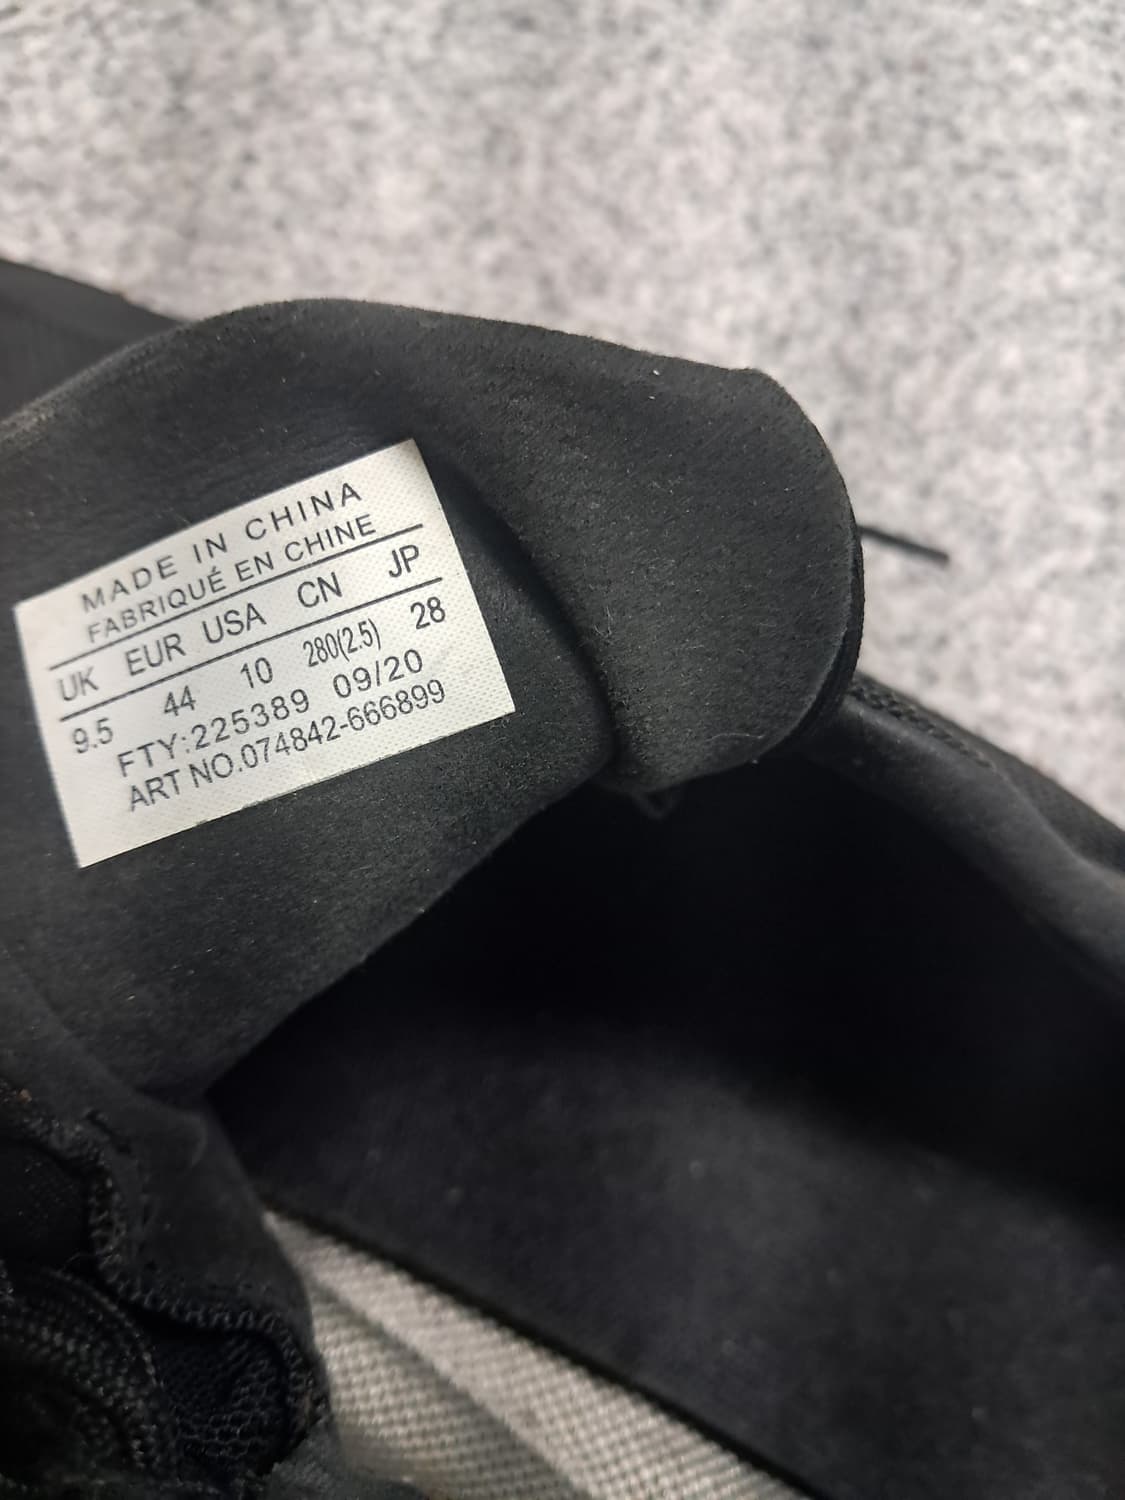 MADE IN CHINA
FABRIQUÉ EN CHINE
UK EUR USA CN JP
9.5 44 10 280(2.5) 28
FTY:225389 09/20
ART NO.074842-666899